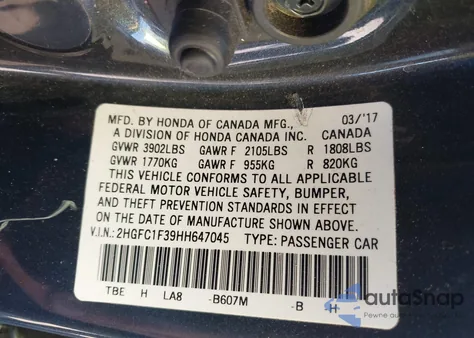 MFD. BY HONDA OF CANADA MFG., 03/'17
A DIVISION OF HONDA CANADA INC. CANADA
GVWR 3902LBS GAWR F 2105LBS R 1808LBS
GVWR 1770KG GAWR F 955KG R 820KG
THIS VEHICLE CONFORMS TO ALL APPLICABLE
FEDERAL MOTOR VEHICLE SAFETY, BUMPER,
AND THEFT PREVENTION STANDARDS IN EFFECT
ON THE DATE OF MANUFACTURE SHOWN ABOVE.
V.I.N.: 2HGFC1F39HH647045 TYPE: PASSENGER CAR
TBE H LA8 -B607M -B H
autoSnap
Pewne auto